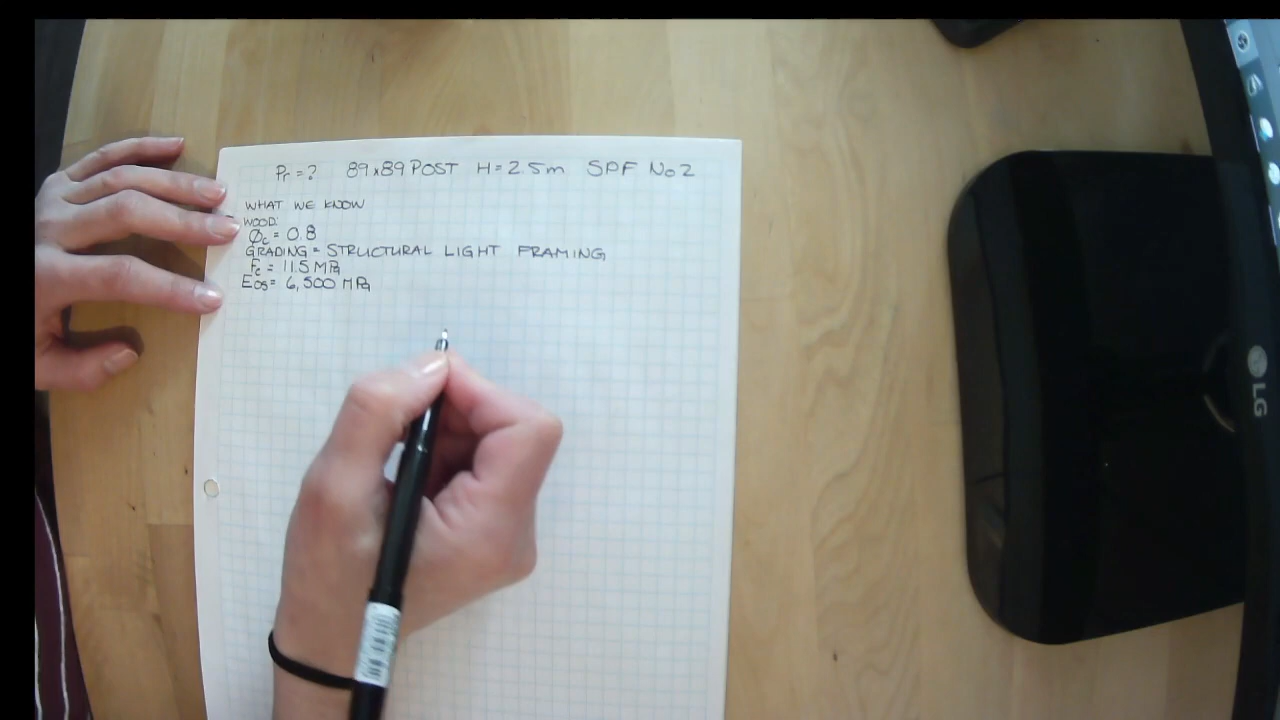 Pr = ? 89x89 POST H = 2.5m SPF No 2
WHAT WE KNOW
WOOD:
Øc = 0.8
GRADING = STRUCTURAL LIGHT FRAMING
Fc = 11.5 MPa
E05 = 6,500 MPa
LG